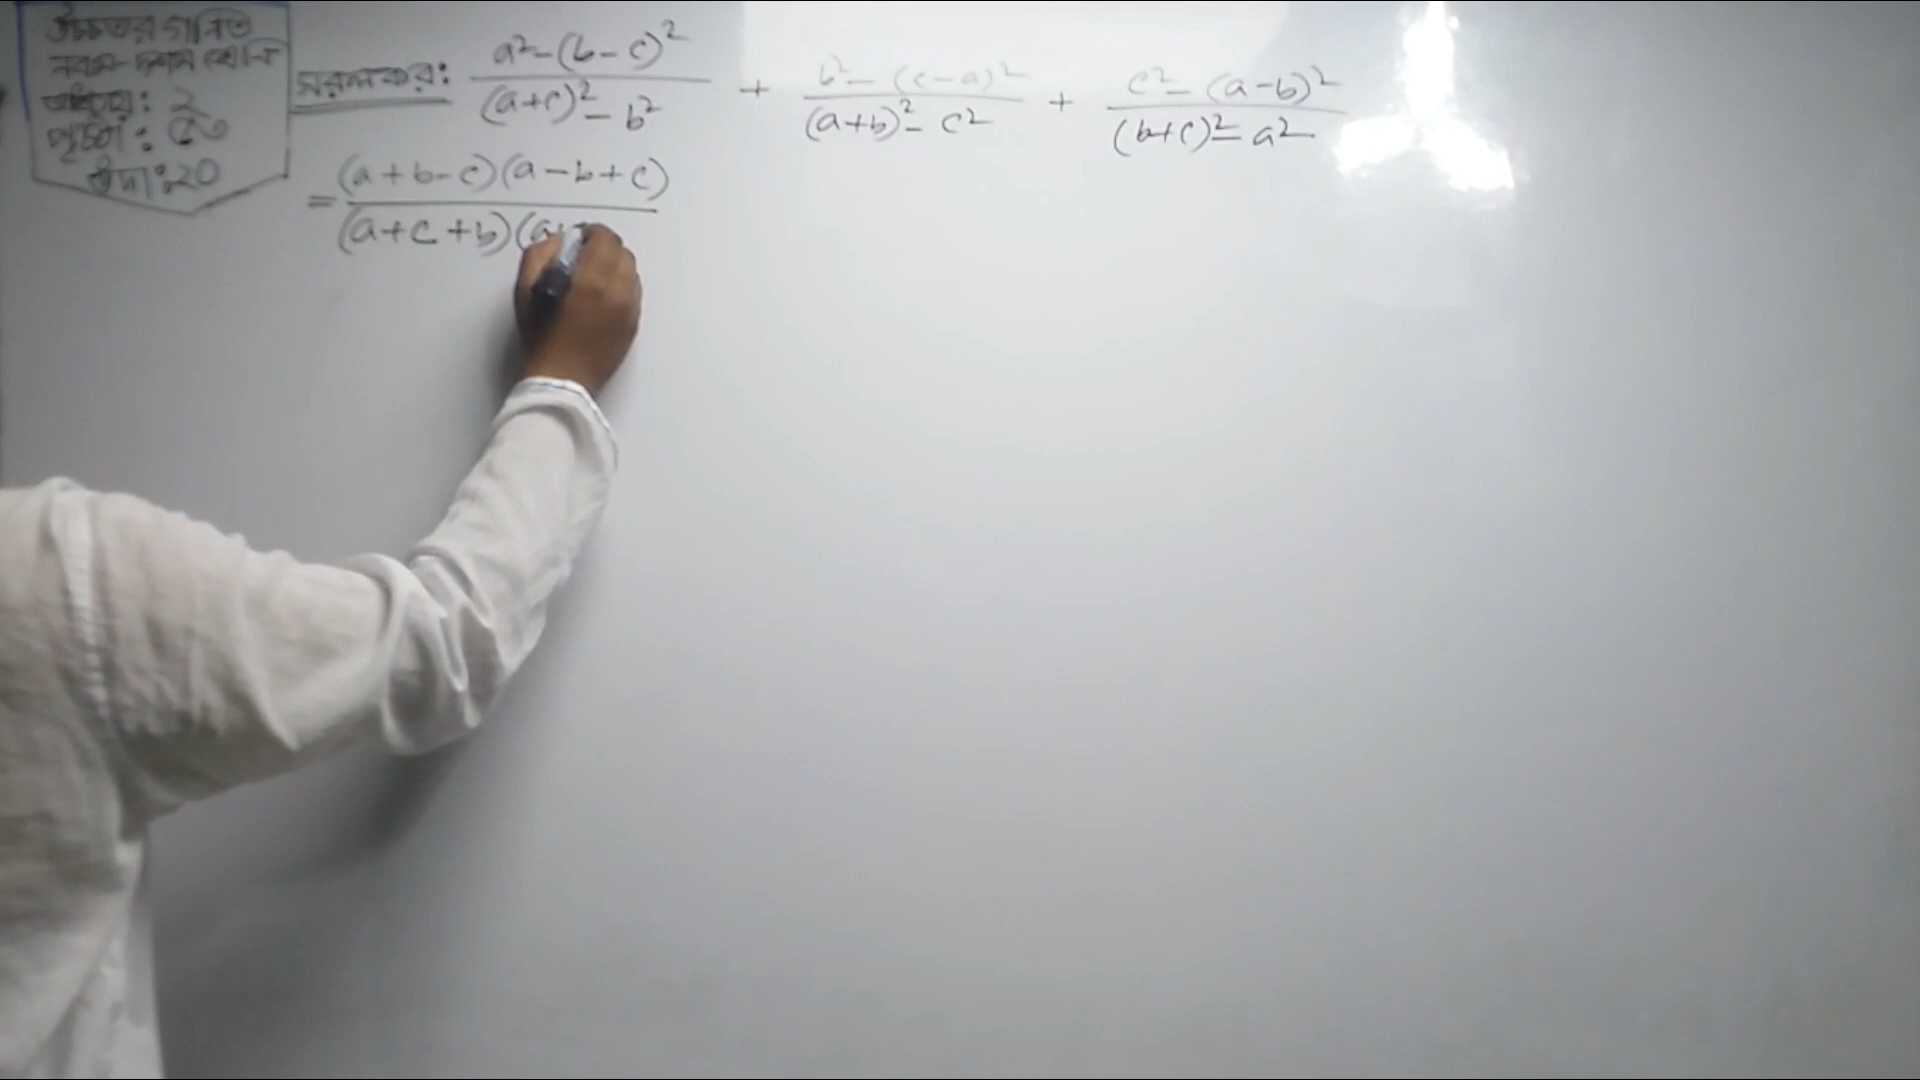 উচ্চতর গণিত
নবম-দশম শ্রেণি
অধ্যায়: ২
পৃষ্ঠা: ৫৩
উদা: ২০
সরল কর: (a²-(b-c)²)/((a+c)²-b²) + (b²-(c-a)²)/((a+b)²-c²) + (c²-(a-b)²)/((b+c)²-a²)
= ((a+b-c)(a-b+c))/((a+c+b)(a+